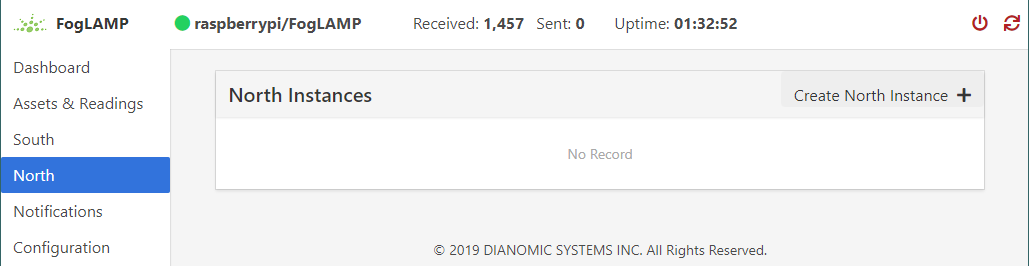 FogLAMP raspberrypi/FogLAMP Received: 1,457 Sent: 0 Uptime: 01:32:52
Dashboard
Assets & Readings
South
North
Notifications
Configuration
North Instances Create North Instance
No Record
© 2019 DIANOMIC SYSTEMS INC. All Rights Reserved.